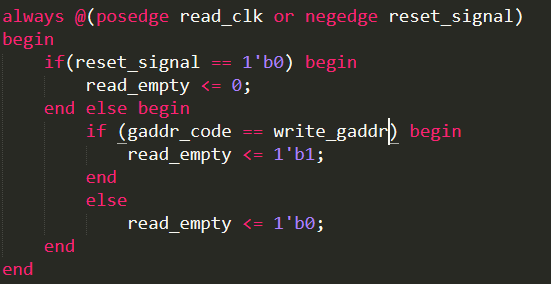 always @(posedge read_clk or negedge reset_signal)
begin
    if(reset_signal == 1'b0) begin
        read_empty <= 0;
    end else begin
        if (gaddr_code == write_gaddr) begin
            read_empty <= 1'b1;
        end
        else
            read_empty <= 1'b0;
    end
end